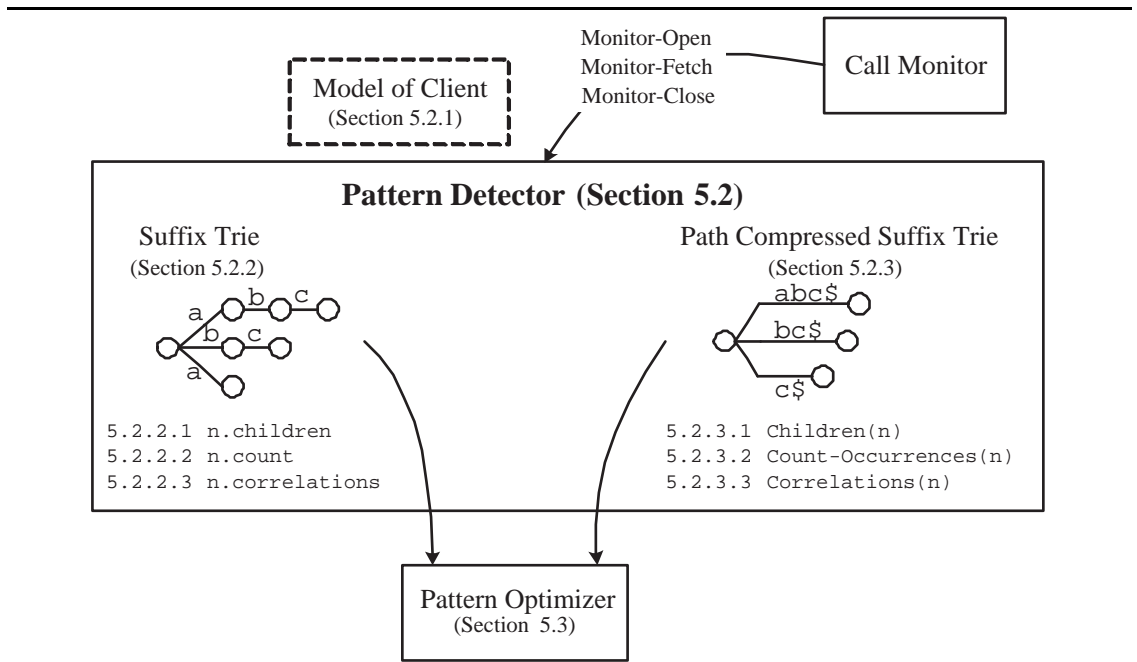 Monitor-Open
Monitor-Fetch
Monitor-Close
Call Monitor
Model of Client
(Section 5.2.1)
Pattern Detector (Section 5.2)
Suffix Trie
(Section 5.2.2)
a
b
c
b
c
a
5.2.2.1 n.children
5.2.2.2 n.count
5.2.2.3 n.correlations
Path Compressed Suffix Trie
(Section 5.2.3)
abc$
bc$
c$
5.2.3.1 Children(n)
5.2.3.2 Count-Occurrences(n)
5.2.3.3 Correlations(n)
Pattern Optimizer
(Section 5.3)